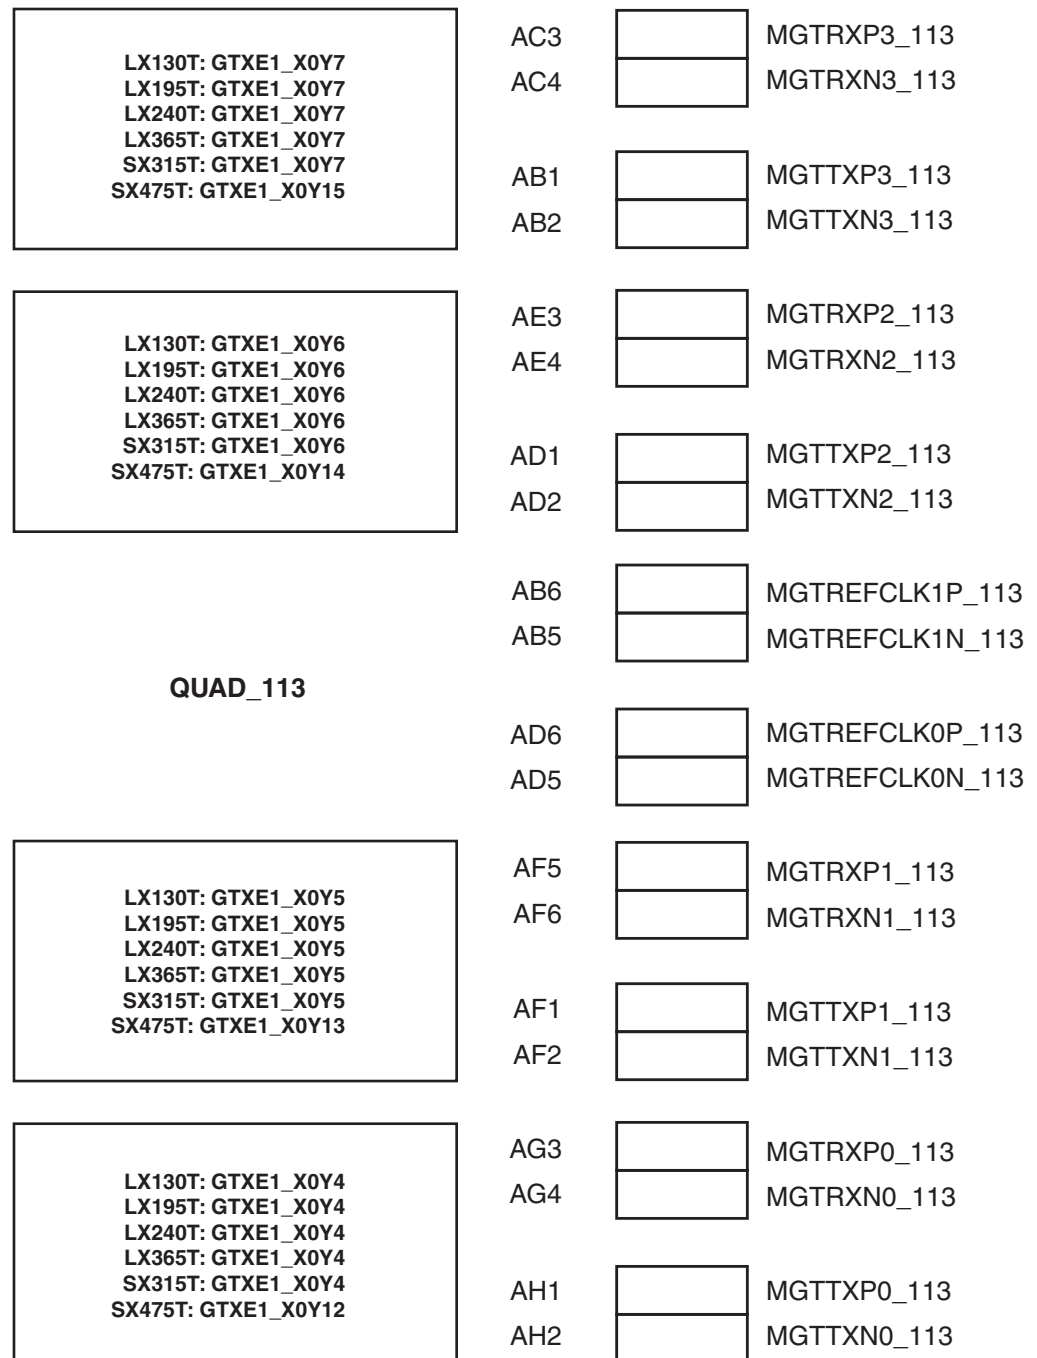 LX130T: GTXE1_X0Y7
LX195T: GTXE1_X0Y7
LX240T: GTXE1_X0Y7
LX365T: GTXE1_X0Y7
SX315T: GTXE1_X0Y7
SX475T: GTXE1_X0Y15
AC3 MGTRXP3_113
AC4 MGTRXN3_113
AB1 MGTTXP3_113
AB2 MGTTXN3_113
LX130T: GTXE1_X0Y6
LX195T: GTXE1_X0Y6
LX240T: GTXE1_X0Y6
LX365T: GTXE1_X0Y6
SX315T: GTXE1_X0Y6
SX475T: GTXE1_X0Y14
AE3 MGTRXP2_113
AE4 MGTRXN2_113
AD1 MGTTXP2_113
AD2 MGTTXN2_113
QUAD_113
AB6 MGTREFCLK1P_113
AB5 MGTREFCLK1N_113
AD6 MGTREFCLK0P_113
AD5 MGTREFCLK0N_113
LX130T: GTXE1_X0Y5
LX195T: GTXE1_X0Y5
LX240T: GTXE1_X0Y5
LX365T: GTXE1_X0Y5
SX315T: GTXE1_X0Y5
SX475T: GTXE1_X0Y13
AF5 MGTRXP1_113
AF6 MGTRXN1_113
AF1 MGTTXP1_113
AF2 MGTTXN1_113
LX130T: GTXE1_X0Y4
LX195T: GTXE1_X0Y4
LX240T: GTXE1_X0Y4
LX365T: GTXE1_X0Y4
SX315T: GTXE1_X0Y4
SX475T: GTXE1_X0Y12
AG3 MGTRXP0_113
AG4 MGTRXN0_113
AH1 MGTTXP0_113
AH2 MGTTXN0_113